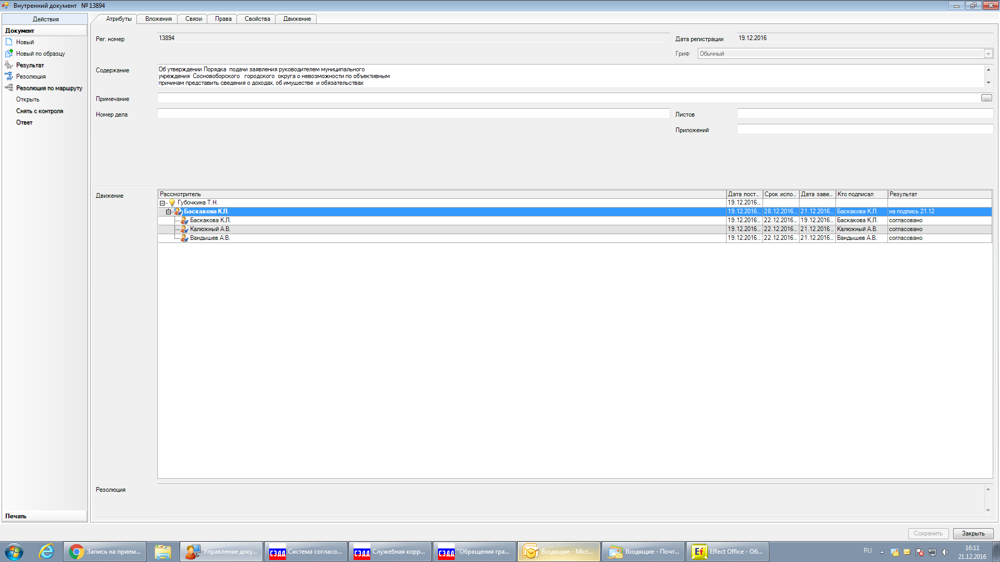 Внутренний документ № 13894
Действия
Документ
Новый
Новый по образцу
Результат
Резолюция
Резолюция по маршруту
Открыть
Снять с контроля
Ответ
Печать
Атрибуты Вложения Связи Права Свойства Движение
Рег. номер 13894 Дата регистрации 19.12.2016
Гриф Обычный
Содержание
Об утверждении Порядка подачи заявления руководителем муниципального
учреждения Сосновоборского городского округа о невозможности по объективным
причинам представить сведения о доходах, об имуществе и обязательствах
Примечание ...
Номер дела Листов
Приложений
Движение
Рассмотритель Дата пост... Срок испо... Дата заве... Кто подписал Результат
Губочкина Т.Н. 19.12.2016...
Баскакова К.Л. 19.12.2016... 28.12.2016... 21.12.2016... Баскакова К.Л. на подпись 21.12
Баскакова К.Л. 19.12.2016... 22.12.2016... 19.12.2016... Баскакова К.Л. согласовано
Калюжный А.В. 19.12.2016... 22.12.2016... 21.12.2016... Калюжный А.В. согласовано
Вандышев А.В. 19.12.2016... 22.12.2016... 21.12.2016... Вандышев А.В. согласовано
Резолюция
Сохранить Закрыть
Запись на прием... Управление доку... СЭДД Система согласо... СЭДД Служебная корр... СЭДД "Обращения гра... Входящие - Micr... Входящие - Почт... Ef Effect Office - Об... RU 16:11
21.12.2016